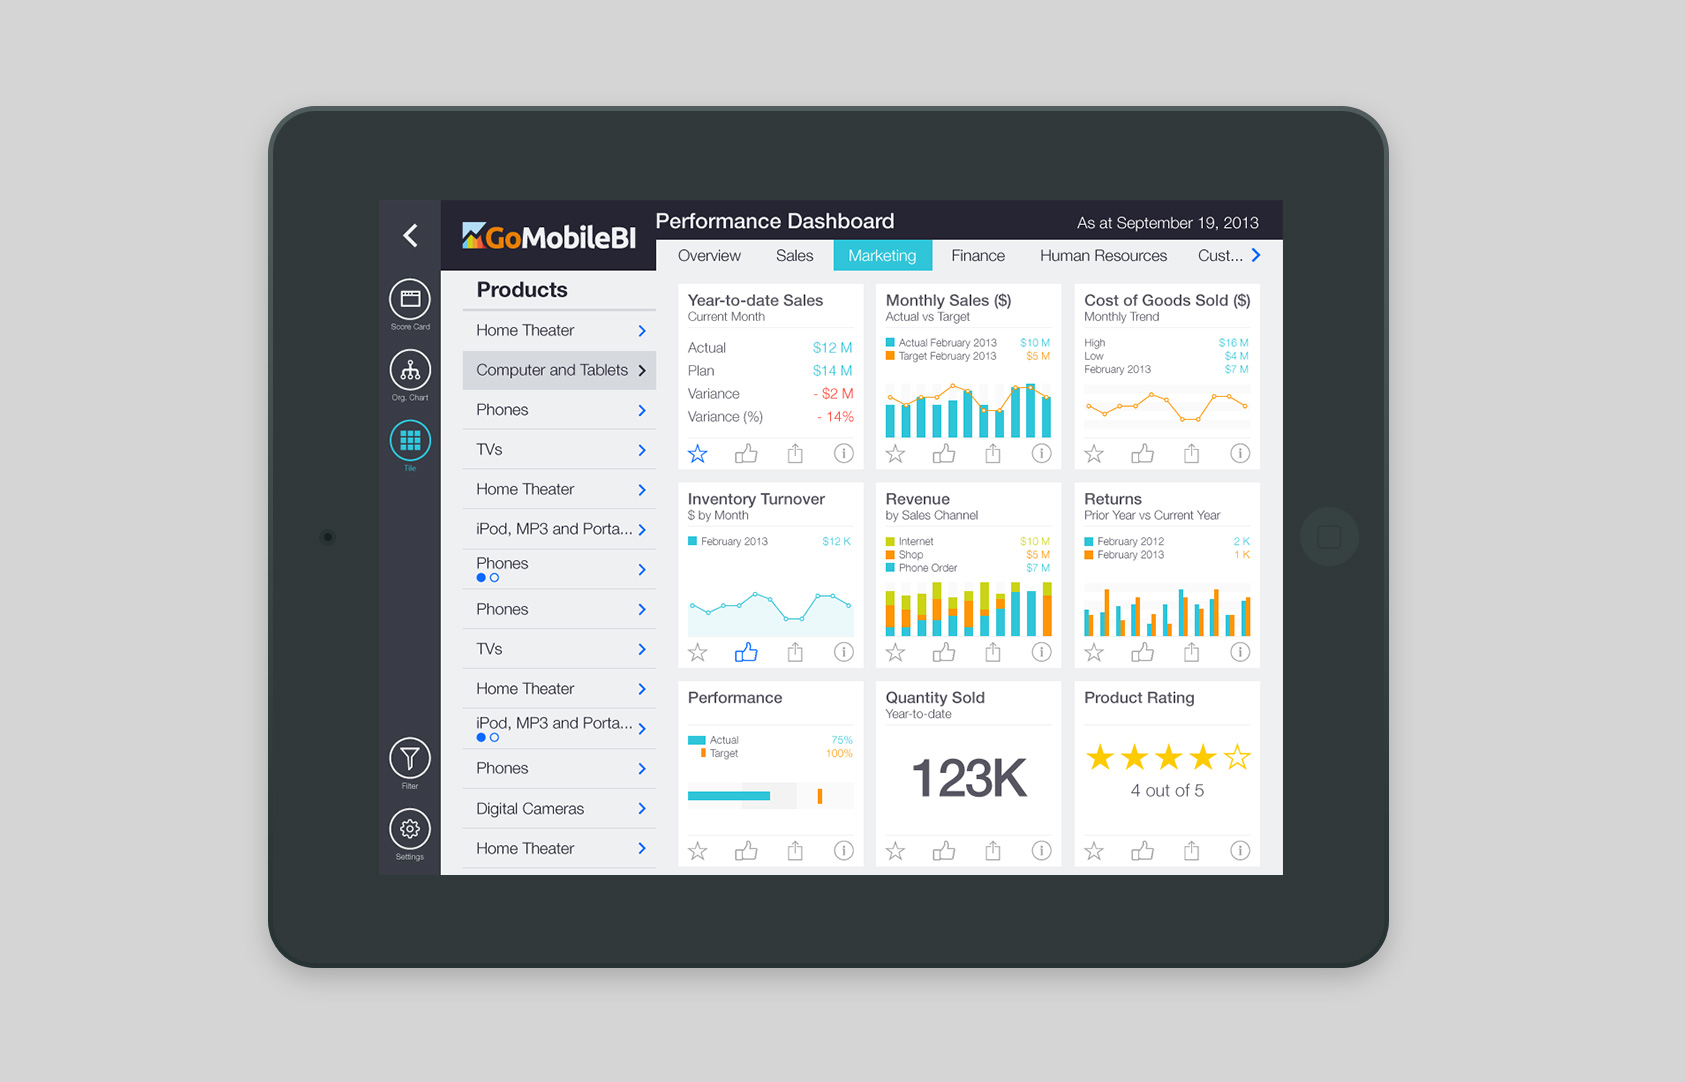 GoMobileBI
Performance Dashboard
As at September 19, 2013
Overview
Sales
Marketing
Finance
Human Resources
Cust...
Score Card
Org. Chart
Tile
Filter
Settings
Products
Home Theater
Computer and Tablets
Phones
TVs
Home Theater
iPod, MP3 and Porta...
Phones
Phones
TVs
Home Theater
iPod, MP3 and Porta...
Phones
Digital Cameras
Home Theater
Year-to-date Sales
Current Month
Actual $12 M
Plan $14 M
Variance - $2 M
Variance (%) - 14%
Monthly Sales ($)
Actual vs Target
Actual February 2013 $10 M
Target February 2013 $5 M
Cost of Goods Sold ($)
Monthly Trend
High $16 M
Low $4 M
February 2013 $7 M
Inventory Turnover
$ by Month
February 2013 $12 K
Revenue
by Sales Channel
Internet $10 M
Shop $5 M
Phone Order $7 M
Returns
Prior Year vs Current Year
February 2012 2 K
February 2013 1 K
Performance
Actual 75%
Target 100%
Quantity Sold
Year-to-date
123K
Product Rating
4 out of 5